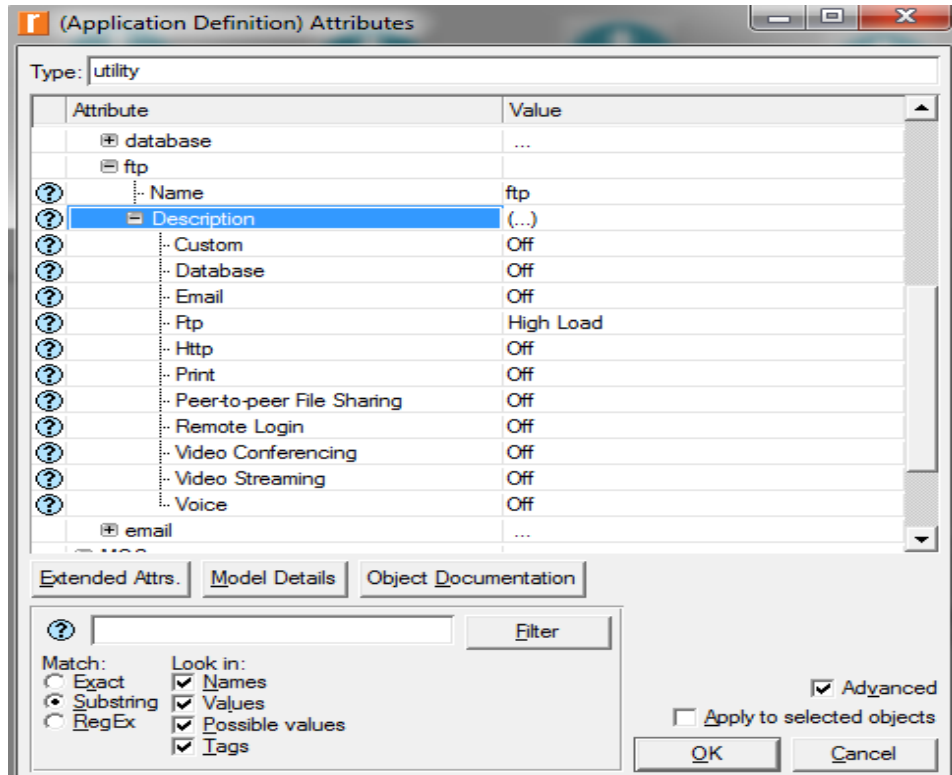 (Application Definition) Attributes
Type: utility
Attribute Value
database ...
ftp
Name ftp
Description (...)
Custom Off
Database Off
Email Off
Ftp High Load
Http Off
Print Off
Peer-to-peer File Sharing Off
Remote Login Off
Video Conferencing Off
Video Streaming Off
Voice Off
email ...
Extended Attrs. Model Details Object Documentation
Filter
Match: Look in:
Exact Names
Substring Values
RegEx Possible values
Tags
Advanced
Apply to selected objects
OK Cancel